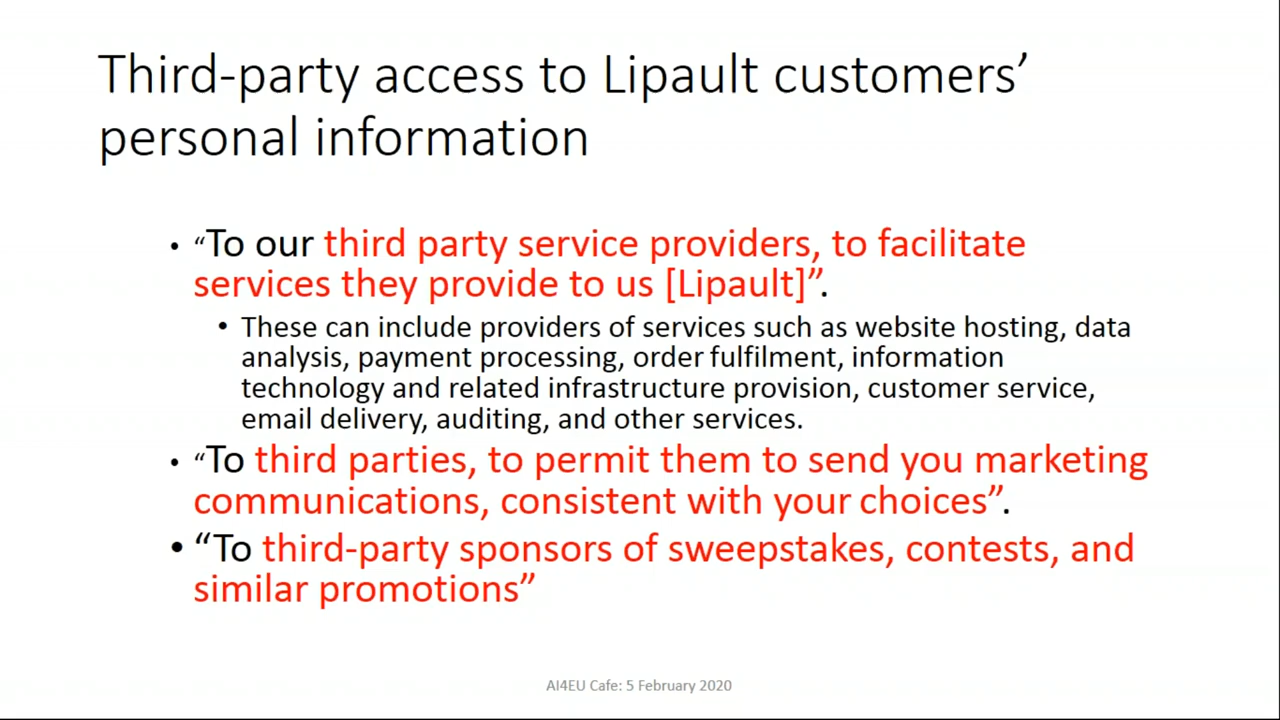 Third-party access to Lipault customers’
personal information
• “To our third party service providers, to facilitate
services they provide to us [Lipault]”.
• These can include providers of services such as website hosting, data
analysis, payment processing, order fulfilment, information
technology and related infrastructure provision, customer service,
email delivery, auditing, and other services.
• “To third parties, to permit them to send you marketing
communications, consistent with your choices”.
• “To third-party sponsors of sweepstakes, contests, and
similar promotions”
AI4EU Cafe: 5 February 2020